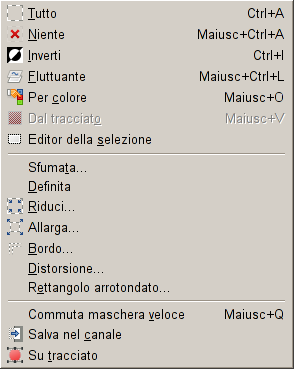 Tutto Ctrl+A
Niente Maiusc+Ctrl+A
Inverti Ctrl+I
Fluttuante Maiusc+Ctrl+L
Per colore Maiusc+O
Dal tracciato Maiusc+V
Editor della selezione
Sfumata...
Definita
Riduci...
Allarga...
Bordo...
Distorsione...
Rettangolo arrotondato...
Commuta maschera veloce Maiusc+Q
Salva nel canale
Su tracciato